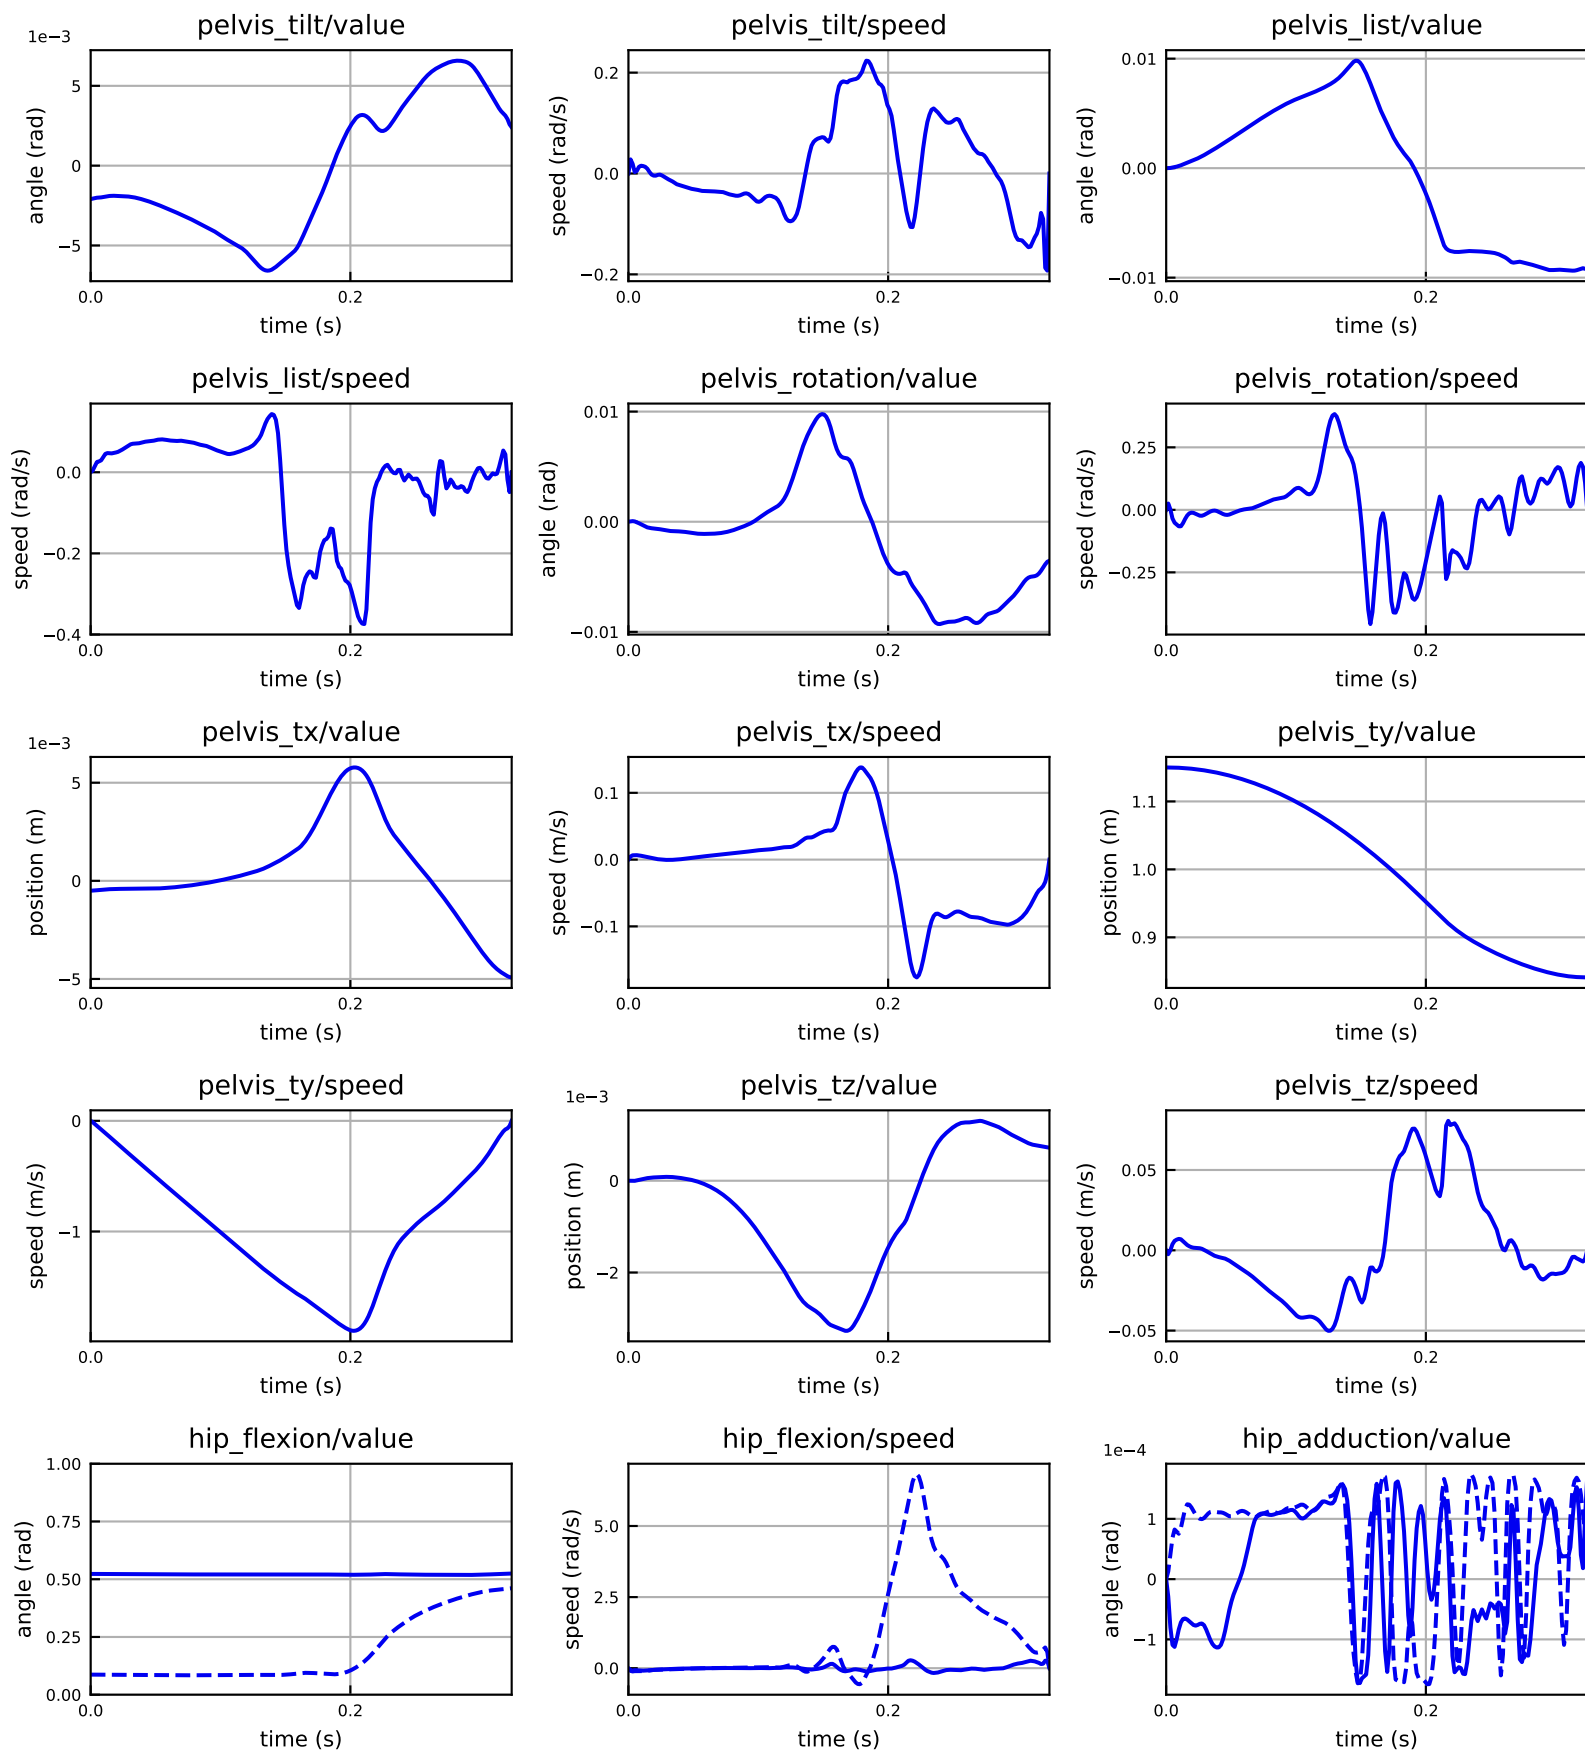 pelvis_tilt/value
1e−3
angle (rad)
5
0
−5
0.0
0.2
time (s)
pelvis_tilt/speed
speed (rad/s)
0.2
0.0
−0.2
0.0
0.2
time (s)
pelvis_list/value
angle (rad)
0.01
0.00
−0.01
0.0
0.2
time (s)
pelvis_list/speed
speed (rad/s)
0.0
−0.2
−0.4
0.0
0.2
time (s)
pelvis_rotation/value
angle (rad)
0.01
0.00
−0.01
0.0
0.2
time (s)
pelvis_rotation/speed
speed (rad/s)
0.25
0.00
−0.25
0.0
0.2
time (s)
pelvis_tx/value
1e−3
position (m)
5
0
−5
0.0
0.2
time (s)
pelvis_tx/speed
speed (m/s)
0.1
0.0
−0.1
0.0
0.2
time (s)
pelvis_ty/value
position (m)
1.1
1.0
0.9
0.0
0.2
time (s)
pelvis_ty/speed
speed (m/s)
0
−1
0.0
0.2
time (s)
pelvis_tz/value
1e−3
position (m)
0
−2
0.0
0.2
time (s)
pelvis_tz/speed
speed (m/s)
0.05
0.00
−0.05
0.0
0.2
time (s)
hip_flexion/value
angle (rad)
1.00
0.75
0.50
0.25
0.00
0.0
0.2
time (s)
hip_flexion/speed
speed (rad/s)
5.0
2.5
0.0
0.0
0.2
time (s)
hip_adduction/value
1e−4
angle (rad)
1
0
−1
0.0
0.2
time (s)